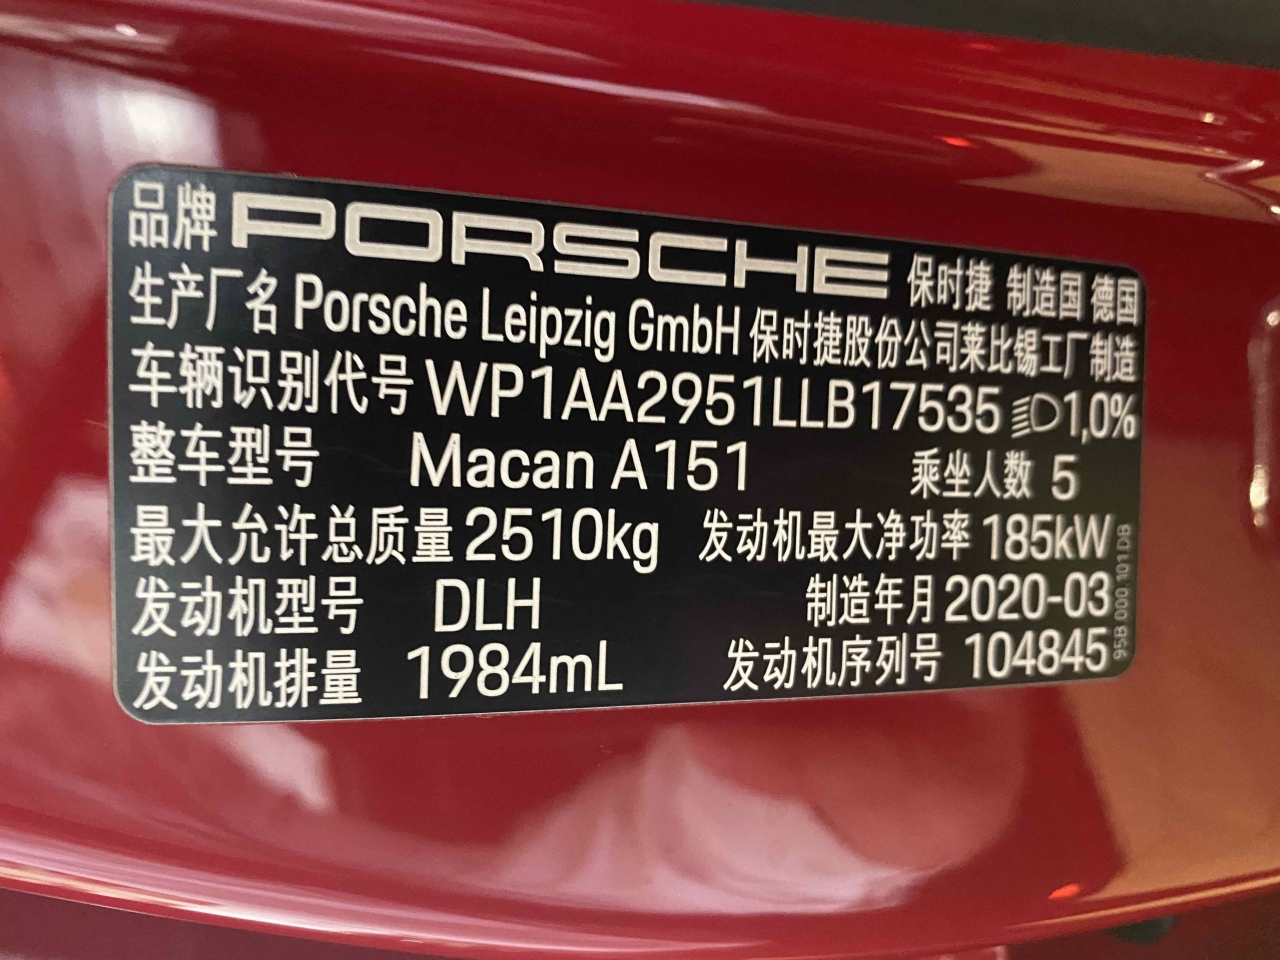 品牌 PORSCHE 保时捷 制造国 德国
生产厂名 Porsche Leipzig GmbH 保时捷股份公司莱比锡工厂制造
车辆识别代号 WP1AA2951LLB17535 1,0%
整车型号 Macan A151 乘坐人数 5
最大允许总质量 2510kg 发动机最大净功率 185kW
发动机型号 DLH 制造年月 2020-03
发动机排量 1984mL 发动机序列号 104845
95B.000.101.DB